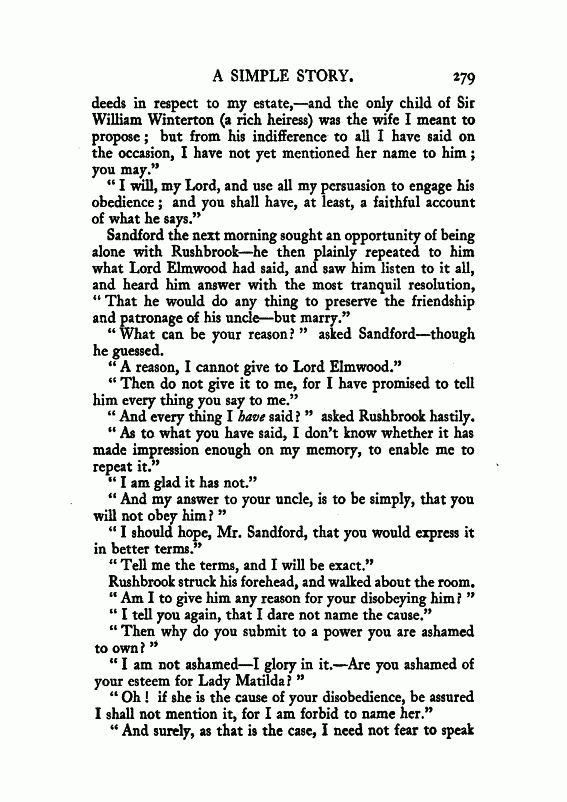 A SIMPLE STORY. 279
deeds in respect to my estate,—and the only child of Sir
William Winterton (a rich heiress) was the wife I meant to
propose; but from his indifference to all I have said on
the occasion, I have not yet mentioned her name to him;
you may.”
“I will, my Lord, and use all my persuasion to engage his
obedience; and you shall have, at least, a faithful account
of what he says.”
Sandford the next morning sought an opportunity of being
alone with Rushbrook—he then plainly repeated to him
what Lord Elmwood had said, and saw him listen to it all,
and heard him answer with the most tranquil resolution,
“That he would do any thing to preserve the friendship
and patronage of his uncle—but marry.”
“What can be your reason?” asked Sandford—though
he guessed.
“A reason, I cannot give to Lord Elmwood.”
“Then do not give it to me, for I have promised to tell
him every thing you say to me.”
“And every thing I have said?” asked Rushbrook hastily.
“As to what you have said, I don’t know whether it has
made impression enough on my memory, to enable me to
repeat it.”
“I am glad it has not.”
“And my answer to your uncle, is to be simply, that you
will not obey him?”
“I should hope, Mr. Sandford, that you would express it
in better terms.”
“Tell me the terms, and I will be exact.”
Rushbrook struck his forehead, and walked about the room.
“Am I to give him any reason for your disobeying him?”
“I tell you again, that I dare not name the cause.”
“Then why do you submit to a power you are ashamed
to own?”
“I am not ashamed—I glory in it.—Are you ashamed of
your esteem for Lady Matilda?”
“Oh! if she is the cause of your disobedience, be assured
I shall not mention it, for I am forbid to name her.”
“And surely, as that is the case, I need not fear to speak